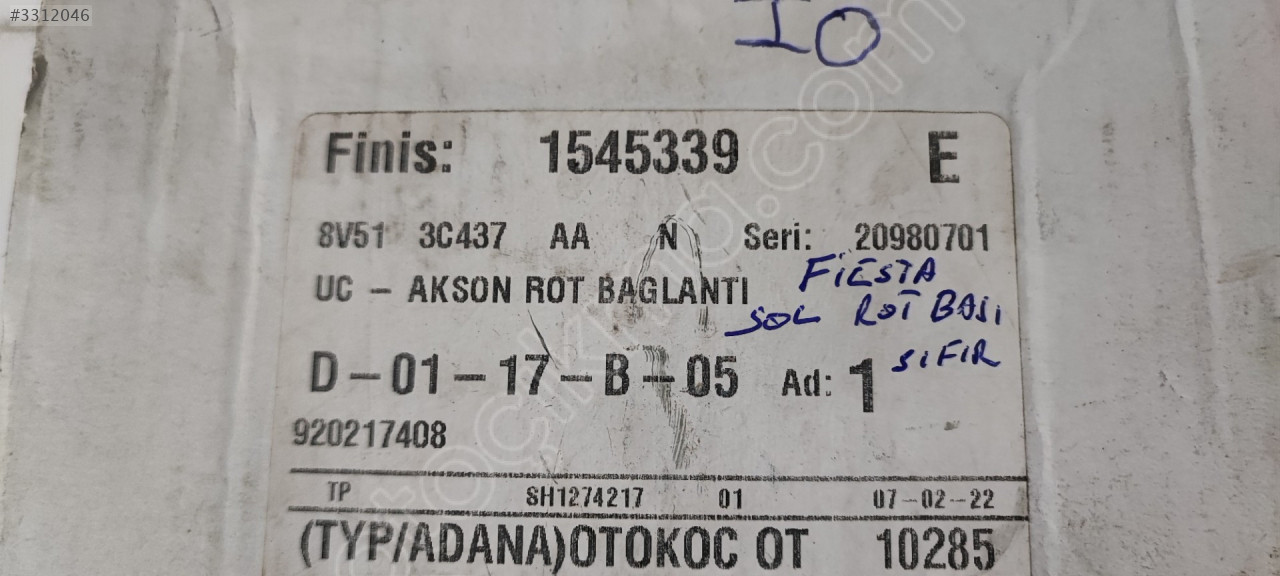 #3312046
IO
Finis: 1545339 E
8V51 3C437 AA N Seri: 20980701
UC - AKSON ROT BAGLANTI
FiESTA
SOL ROT BAŞI
SIFIR
D-01-17-B-05 Ad: 1
920217408
TP SH1274217 01 07-02-22
(TYP/ADANA)OTOKOC OT 10285